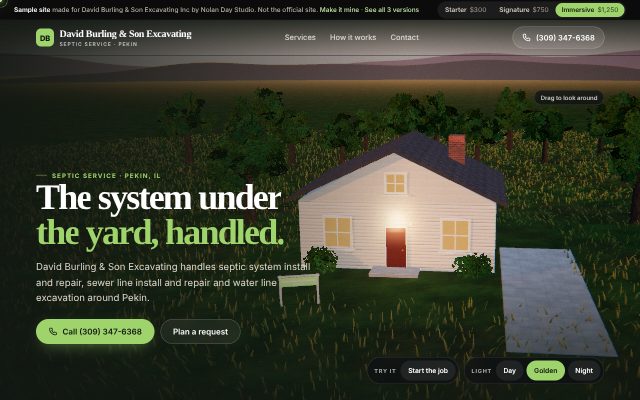 Sample site made for David Burling & Son Excavating Inc by Nolan Day Studio. Not the official site. Make it mine · See all 3 versions
Starter $300 Signature $750 Immersive $1,250
DB
David Burling & Son Excavating
SEPTIC SERVICE · PEKIN
Services How it works Contact
(309) 347-6368
Drag to look around
SEPTIC SERVICE · PEKIN, IL
The system under
the yard, handled.
David Burling & Son Excavating handles septic system install
and repair, sewer line install and repair and water line
excavation around Pekin.
Call (309) 347-6368 Plan a request
TRY IT Start the job LIGHT Day Golden Night